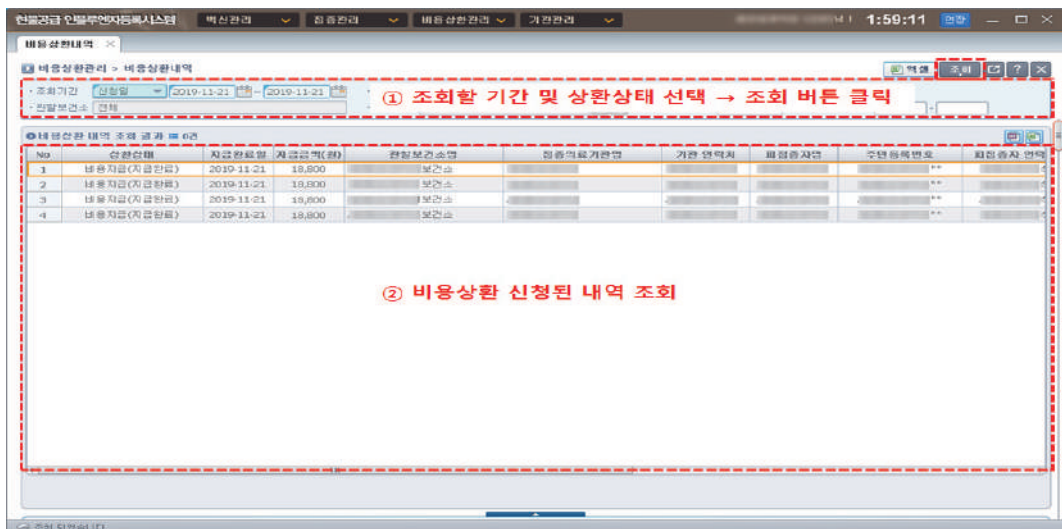 현물공급 인플루엔자등록시스템 백신관리 접종관리 비용상환관리 기관관리 1:59:11 연장
비용상환내역
비용상환관리 > 비용상환내역 엑셀 조회 ?
· 조회기간 신청일 2019-11-21 ~ 2019-11-21
· 관할보건소 전체 -
① 조회할 기간 및 상환상태 선택 → 조회 버튼 클릭
비용상환 내역 조회 결과 0건
No 상환상태 지급완료일 지급금액(원) 관할보건소명 접종의료기관명 기관 연락처 피접종자명 주민등록번호 피접종자 연락
1 비용지급(지급완료) 2019-11-21 18,800 보건소 **
2 비용지급(지급완료) 2019-11-21 18,800 보건소 **
3 비용지급(지급완료) 2019-11-21 18,800 보건소 **
4 비용지급(지급완료) 2019-11-21 18,800 보건소 **
② 비용상환 신청된 내역 조회